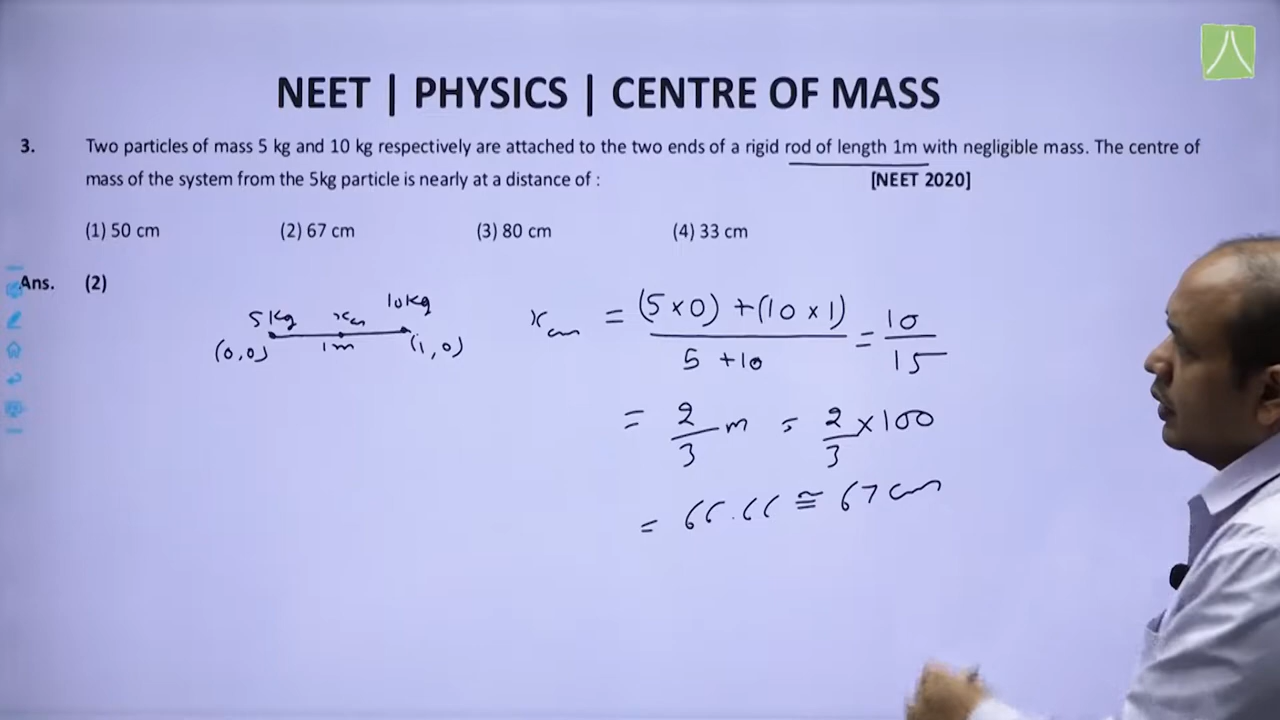 NEET | PHYSICS | CENTRE OF MASS
3. Two particles of mass 5 kg and 10 kg respectively are attached to the two ends of a rigid rod of length 1m with negligible mass. The centre of
mass of the system from the 5kg particle is nearly at a distance of : [NEET 2020]
(1) 50 cm (2) 67 cm (3) 80 cm (4) 33 cm
Ans. (2)
5kg xcm 10kg
(0,0) 1m (1,0)
xcm = (5 x 0) + (10 x 1) / 5 + 10 = 10 / 15
= 2/3 m = 2/3 x 100
= 66.66 ≅ 67 cm